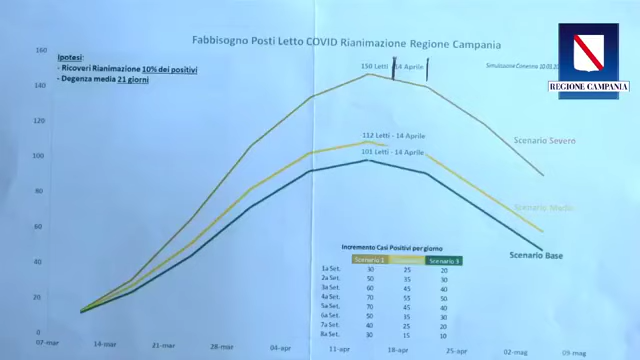 Fabbisogno Posti Letto COVID Rianimazione Regione Campania
Ipotesi:
- Ricoveri Rianimazione 10% dei positivi
- Degenza media 21 giorni
REGIONE CAMPANIA
160
140
120
100
80
60
40
20
0
150 Letti
14 Aprile
112 Letti - 14 Aprile
101 Letti - 14 Aprile
Scenario Severo
Scenario Medio
Scenario Base
Incremento Casi Positivi per giorno
Scenario 1 Scenario 3
1a Set. 30 25 20
2a Set. 50 35 30
3a Set. 60 45 40
4a Set. 70 55 50
5a Set. 70 45 40
6a Set. 50 35 30
7a Set. 40 25 20
8a Set. 30 15 10
07-mar 14-mar 21-mar 28-mar 04-apr 11-apr 18-apr 25-apr 02-mag 09-mag